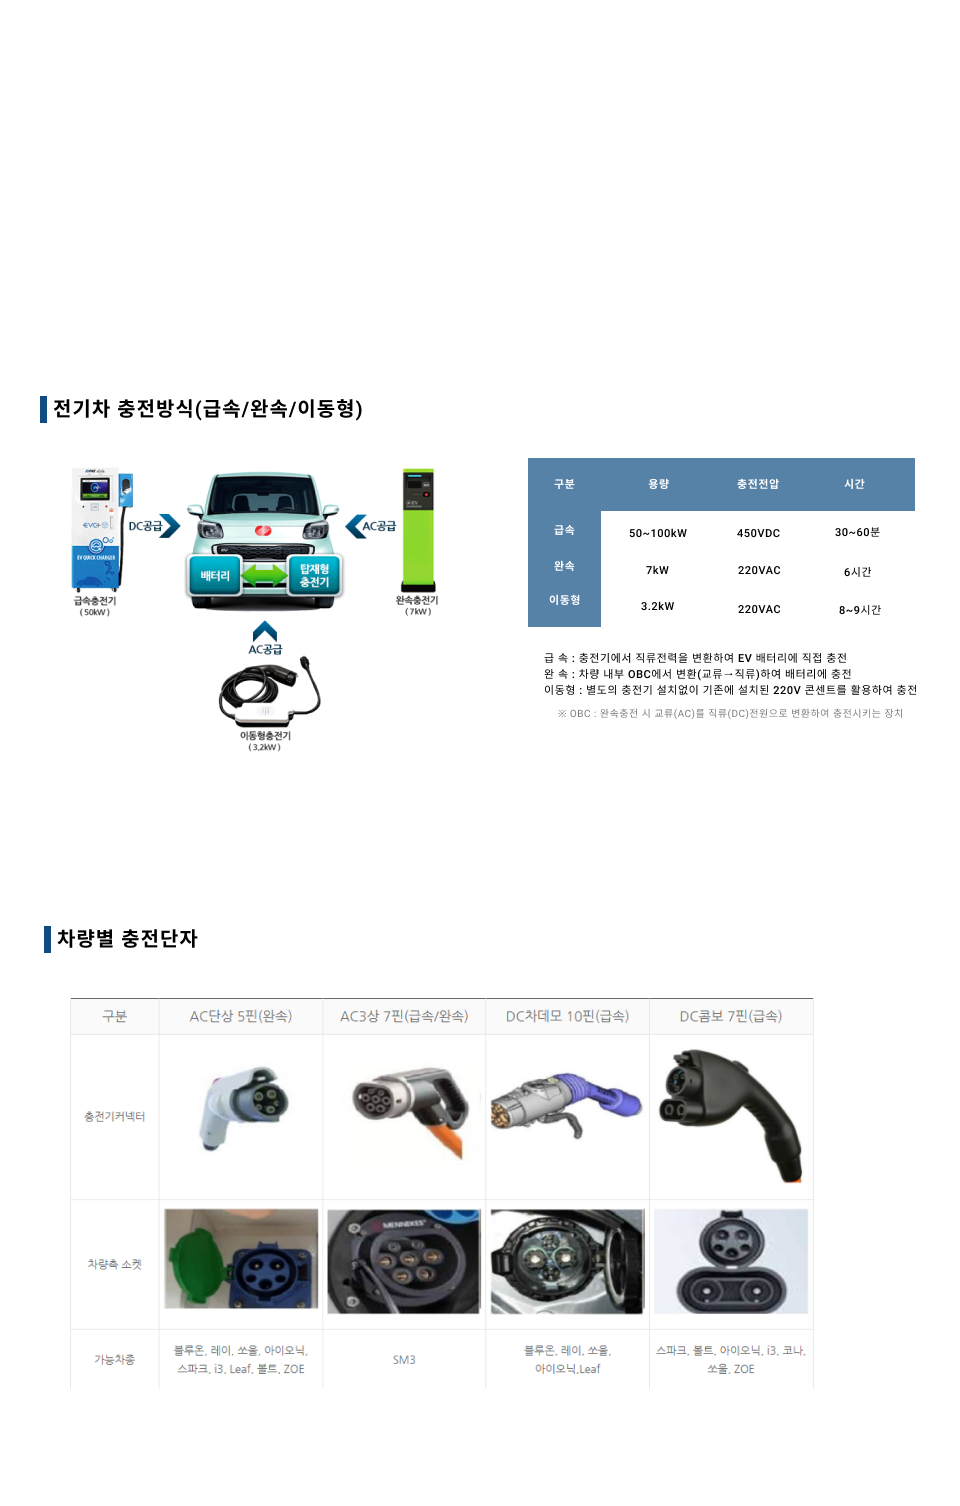 전기차 충전방식(급속/완속/이동형)
EVC
EV QUICK CHARGER
DC공급
AC공급
배터리
탑재형
충전기
급속충전기
( 50kW )
완속충전기
( 7kW )
AC공급
이동형충전기
( 3,2kW )
구분 용량 충전전압 시간
급속 50~100kW 450VDC 30~60분
완속 7kW 220VAC 6시간
이동형 3.2kW 220VAC 8~9시간
급 속 : 충전기에서 직류전력을 변환하여 EV 배터리에 직접 충전
완 속 : 차량 내부 OBC에서 변환(교류→직류)하여 배터리에 충전
이동형 : 별도의 충전기 설치없이 기존에 설치된 220V 콘센트를 활용하여 충전
※ OBC : 완속충전 시 교류(AC)를 직류(DC)전원으로 변환하여 충전시키는 장치
차량별 충전단자
구분 AC단상 5핀(완속) AC3상 7핀(급속/완속) DC차데모 10핀(급속) DC콤보 7핀(급속)
충전기커넥터
차량측 소켓
MENNEKES
가능차종
블루온, 레이, 쏘울, 아이오닉,
스파크, i3, Leaf, 볼트, ZOE
SM3
블루온, 레이, 쏘울,
아이오닉,Leaf
스파크, 볼트, 아이오닉, i3, 코나,
쏘울, ZOE